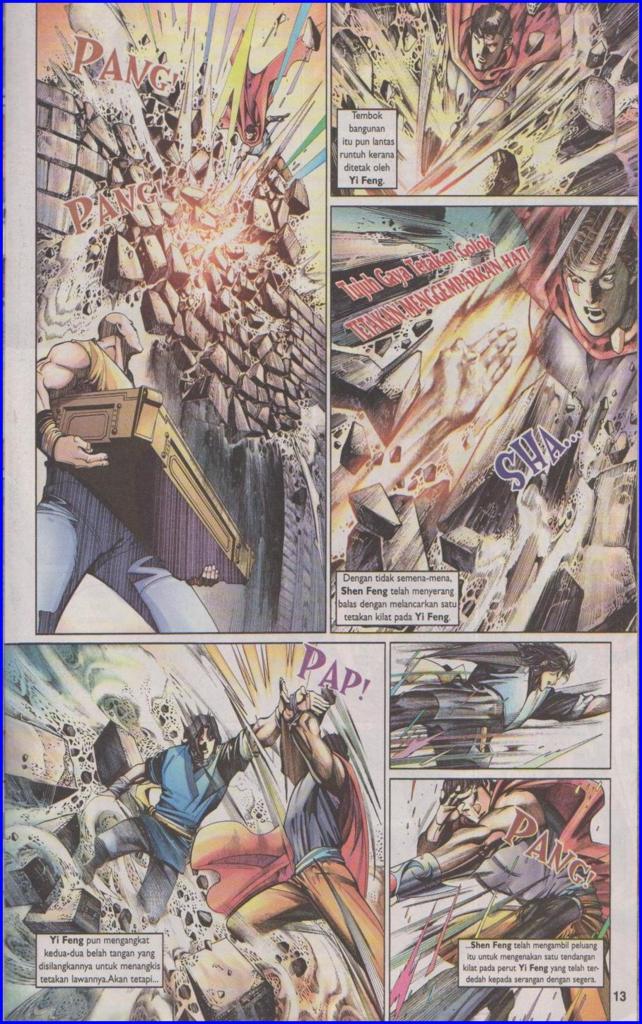 PANG!
PANG!
Tembok
bangunan
itu pun lantas
runtuh kerana
ditetak oleh
Yi Feng.
Tujuh Gaya Tetakan Golok
TETAKAN MENGGEMPARKAN HATI
SHA...
Dengan tidak semena-mena,
Shen Feng telah menyerang
balas dengan melancarkan satu
tetakan kilat pada Yi Feng.
PAP!
Yi Feng pun mengangkat
kedua-dua belah tangan yang
disilangkannya untuk menangkis
tetakan lawannya.Akan tetapi...
PANG!
...Shen Feng telah mengambil peluang
itu untuk mengenakan satu tendangan
kilat pada perut Yi Feng yang telah ter-
dedah kepada serangan dengan segera.
13